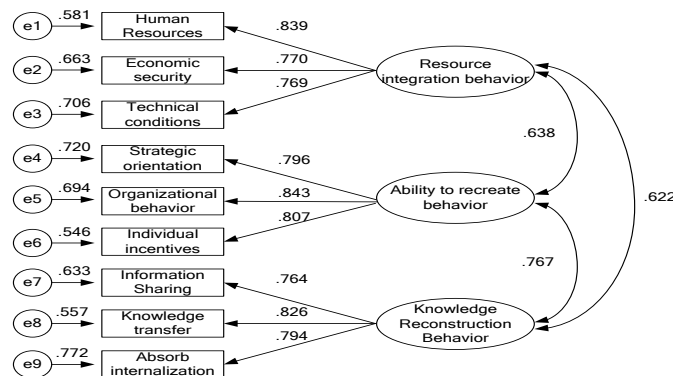 e1
.581
Human
Resources
.839
e2
.663
Economic
security
.770
Resource
integration behavior
e3
.706
Technical
conditions
.769
.638
e4
.720
Strategic
orientation
.796
e5
.694
Organizational
behavior
.843
Ability to recreate
behavior
.622
e6
.546
Individual
incentives
.807
.767
e7
.633
Information
Sharing
.764
e8
.557
Knowledge
transfer
.826
Knowledge
Reconstruction
Behavior
e9
.772
Absorb
internalization
.794